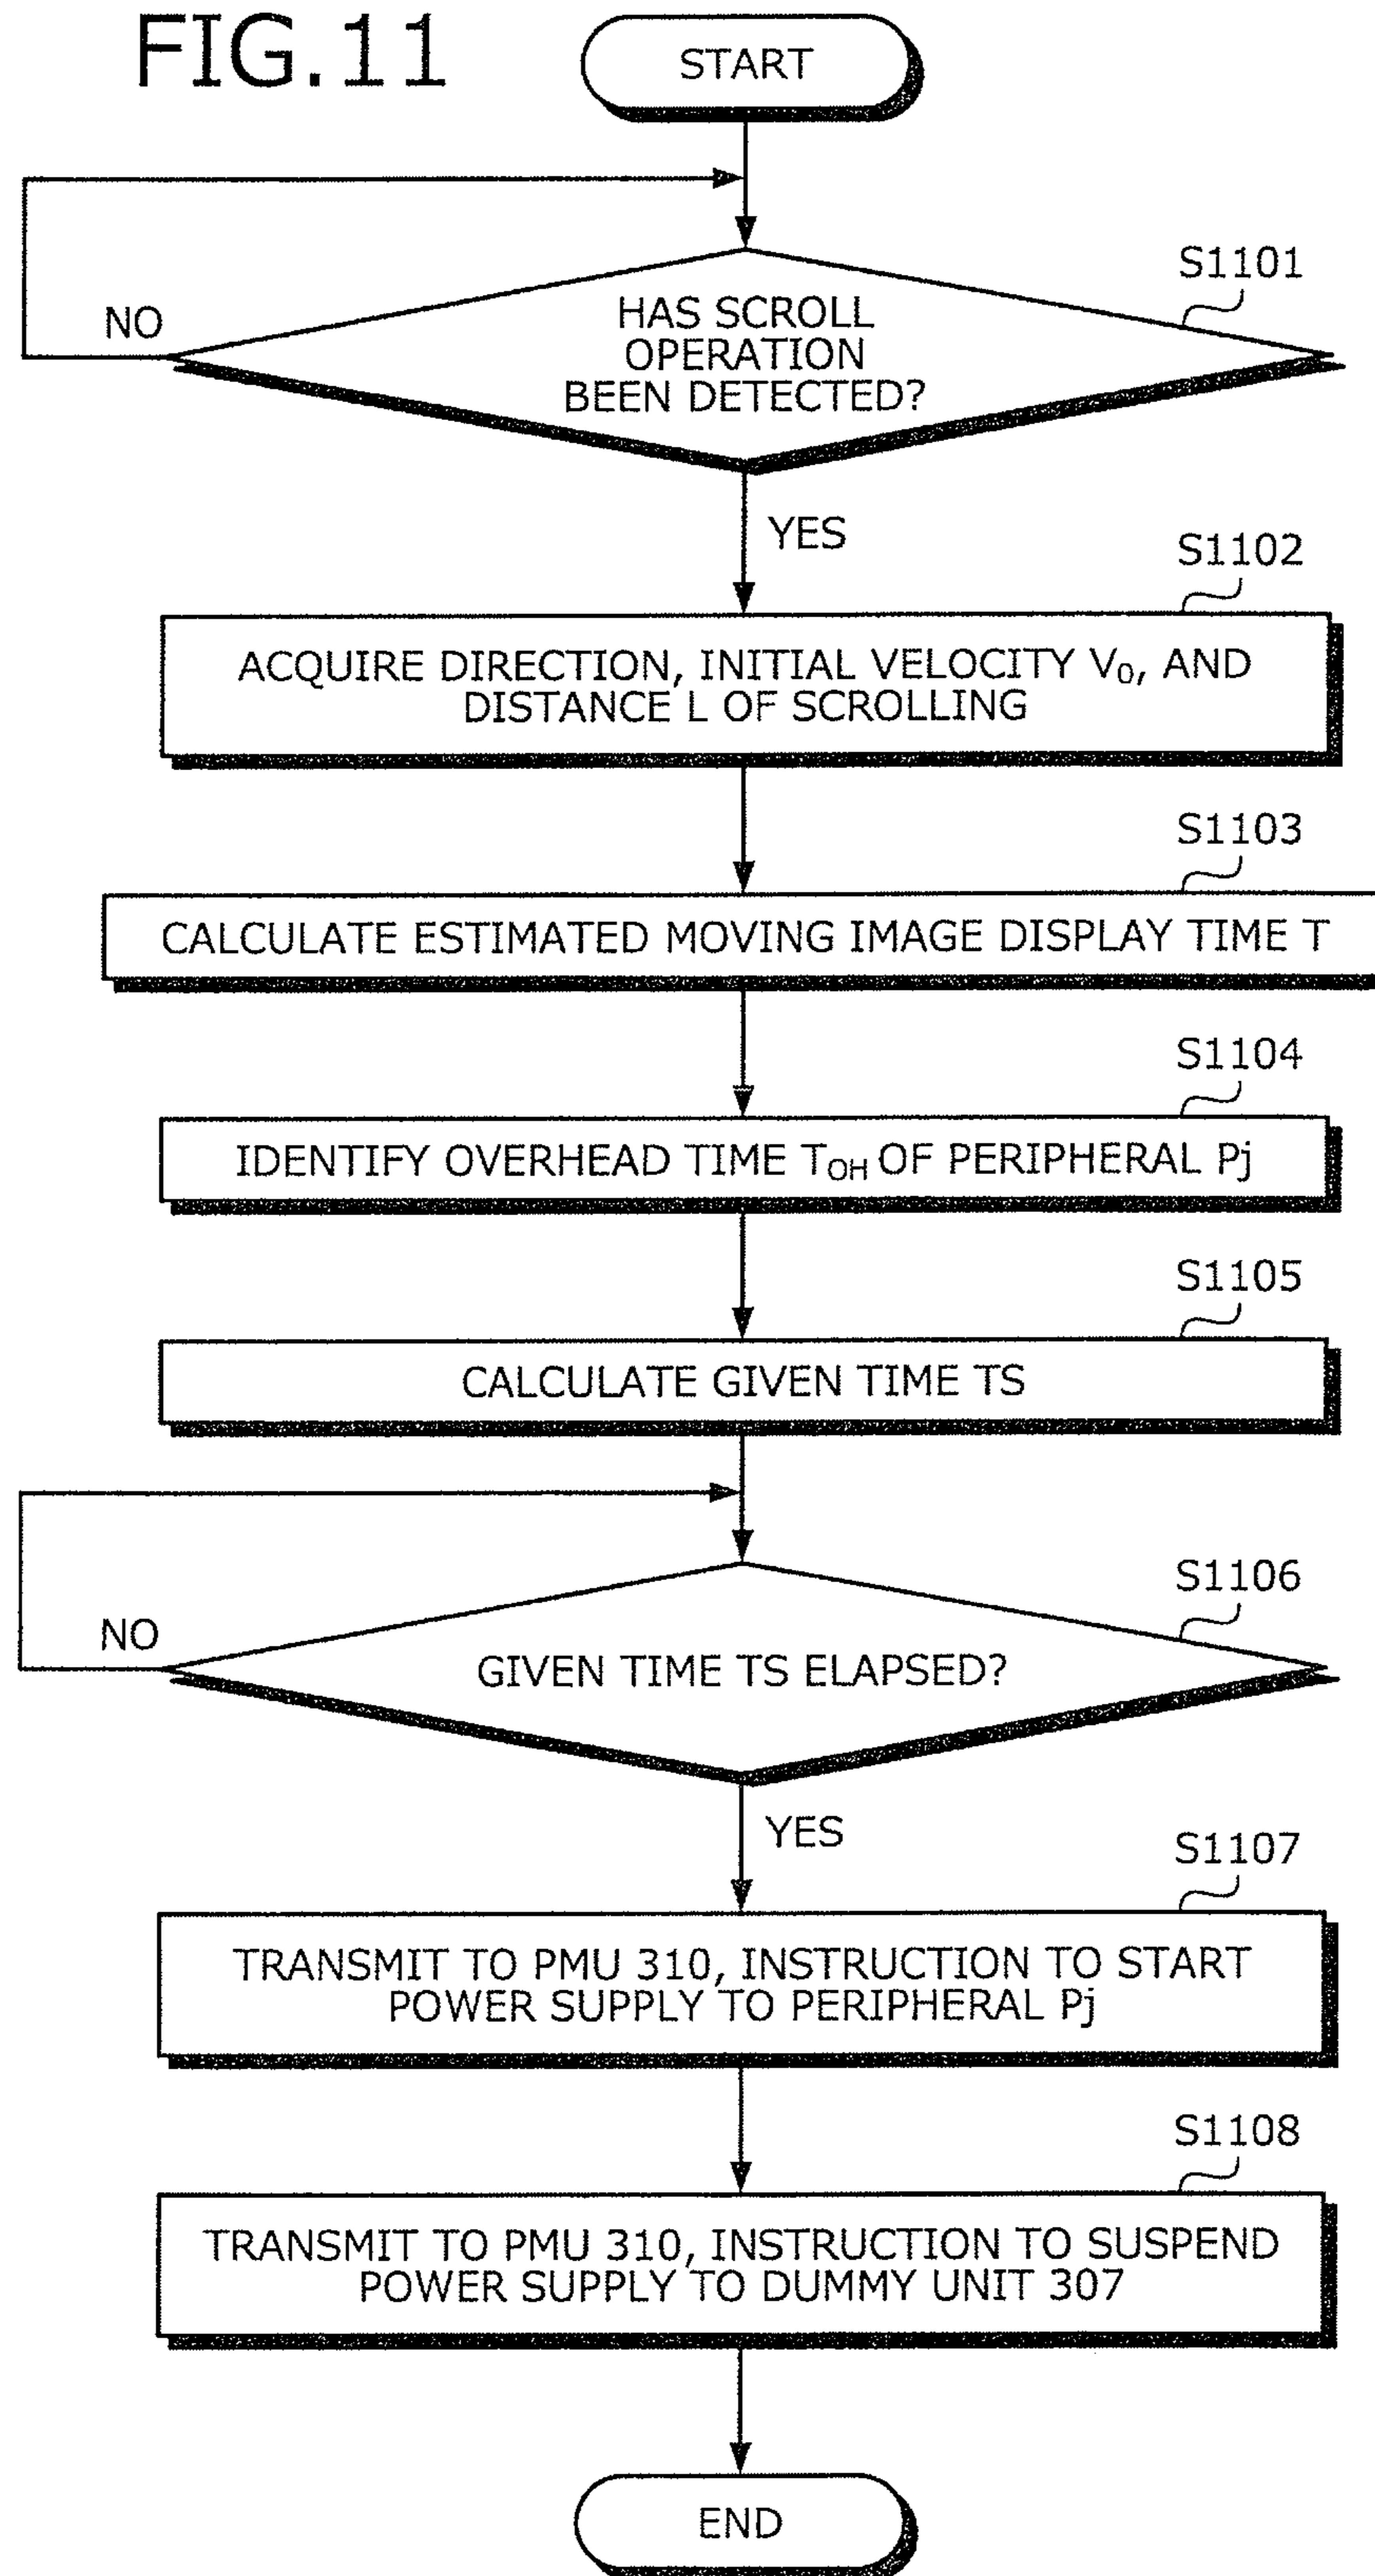 FIG.11
START
S1101
HAS SCROLL
OPERATION
BEEN DETECTED?
NO
YES
S1102
ACQUIRE DIRECTION, INITIAL VELOCITY V₀, AND
DISTANCE L OF SCROLLING
S1103
CALCULATE ESTIMATED MOVING IMAGE DISPLAY TIME T
S1104
IDENTIFY OVERHEAD TIME T_OH OF PERIPHERAL Pj
S1105
CALCULATE GIVEN TIME TS
S1106
NO
GIVEN TIME TS ELAPSED?
YES
S1107
TRANSMIT TO PMU 310, INSTRUCTION TO START
POWER SUPPLY TO PERIPHERAL Pj
S1108
TRANSMIT TO PMU 310, INSTRUCTION TO SUSPEND
POWER SUPPLY TO DUMMY UNIT 307
END